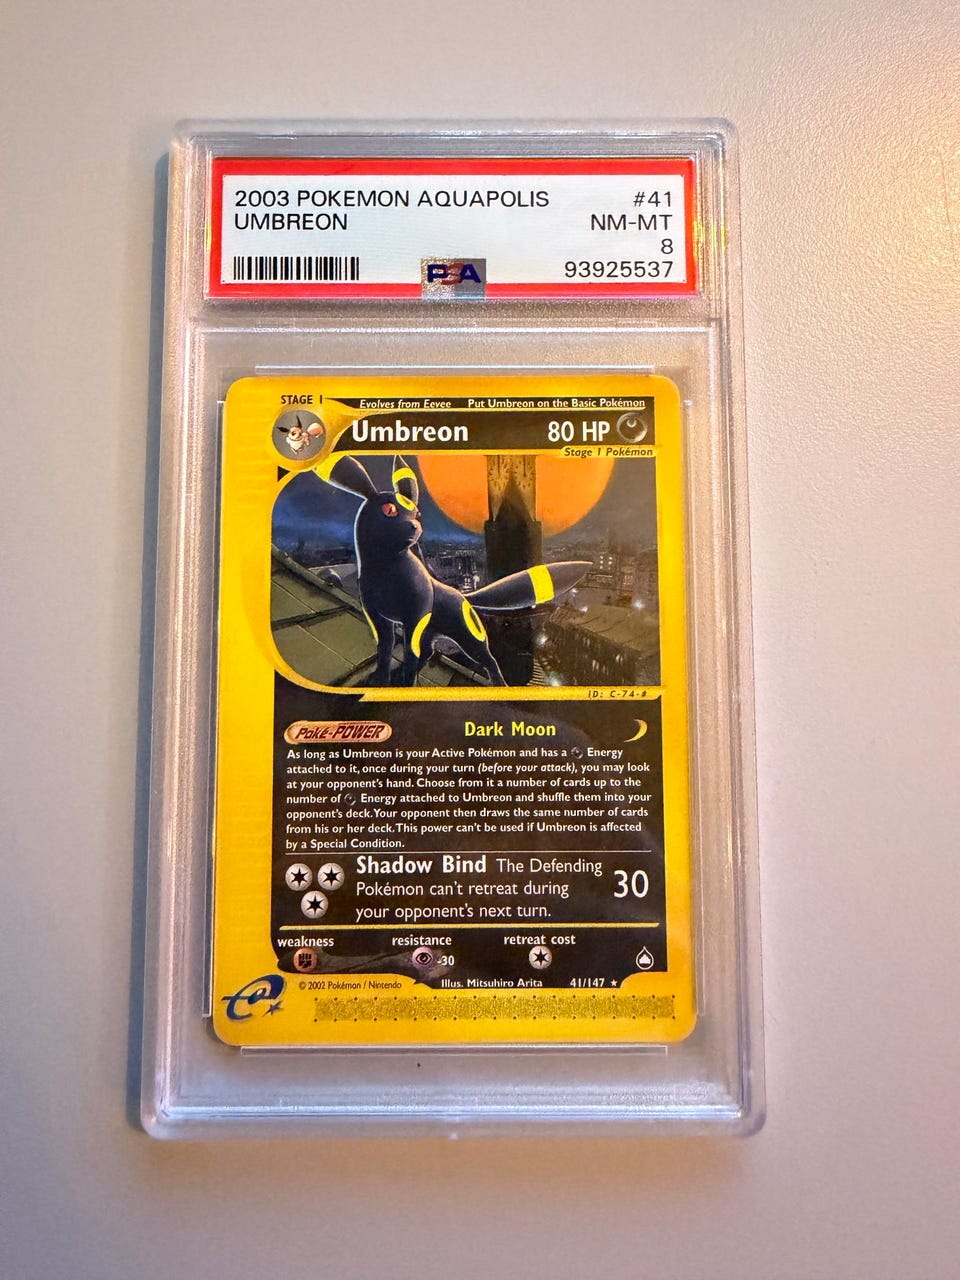 2003 POKEMON AQUAPOLIS #41
UMBREON NM-MT
8
PSA 93925537
STAGE 1 Evolves from Eevee Put Umbreon on the Basic Pokémon
Umbreon 80 HP
Stage 1 Pokémon
ID: C-74-#
Poké-POWER Dark Moon
As long as Umbreon is your Active Pokémon and has a Energy
attached to it, once during your turn (before your attack), you may look
at your opponent's hand. Choose from it a number of cards up to the
number of Energy attached to Umbreon and shuffle them into your
opponent's deck. Your opponent then draws the same number of cards
from his or her deck. This power can't be used if Umbreon is affected
by a Special Condition.
Shadow Bind The Defending
Pokémon can't retreat during 30
your opponent's next turn.
weakness resistance retreat cost
-30
© 2002 Pokémon / Nintendo Illus. Mitsuhiro Arita 41/147 ★
e